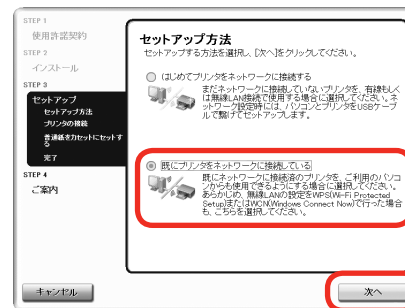 STEP 1
使用許諾契約
STEP 2
インストール
STEP 3
セットアップ
セットアップ方法
プリンタの接続
普通紙を力セットにセットす
る
完了
STEP 4
ご案内
キャンセル
セットアップ方法
セットアップする方法を選択し、[次へ]をクリックしてください。
はじめてプリンタをネットワークに接続する
まだネットワークに接続していないプリンタを、有線もしく
は無線LAN接続で使用する場合に選択してください。ネ
ットワーク設定時には、パソコンとプリンタをUSBケーブ
ルで繋げてセットアップします。
既にプリンタをネットワークに接続している
既にネットワークに接続済のプリンタを、ご利用のパソコ
ンからも使用できるようにする場合に選択してください。
あらかじめ、無線LANの設定をWPS(Wi-Fi Protected
Setup)またはWCN(Windows Connect Now)で行った場合
も、こちらを選択してください。
次へ